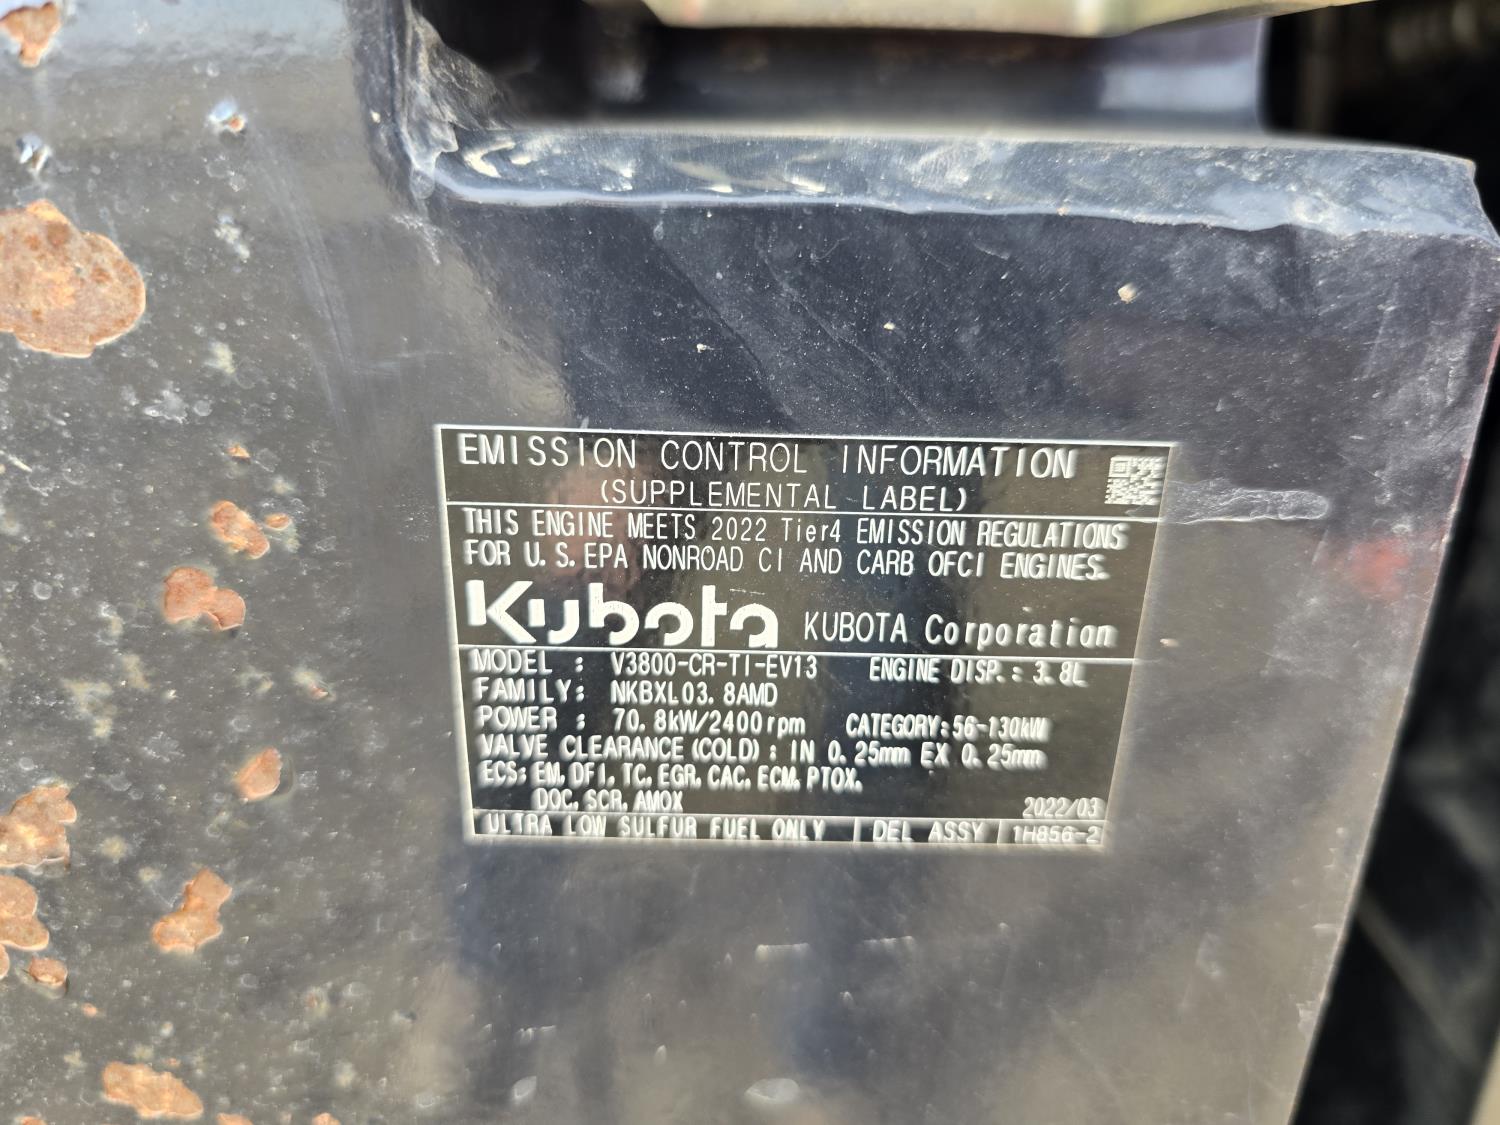 EMISSION CONTROL INFORMATION
(SUPPLEMENTAL LABEL)
THIS ENGINE MEETS 2022 Tier4 EMISSION REGULATIONS
FOR U.S. EPA NONROAD CI AND CARB OFCI ENGINES.
Kubota KUBOTA Corporation
MODEL : V3800-CR-TI-EV13 ENGINE DISP.: 3.8L
FAMILY: NKBXL03.8AMD
POWER : 70.8kW/2400rpm CATEGORY:56-130kW
VALVE CLEARANCE(COLD): IN 0.25mm EX 0.25mm
ECS: EM, DFI, TC, EGR, CAC, ECM, PTOX,
DOC, SCR, AMOX
2022/03
ULTRA LOW SULFUR FUEL ONLY DEL ASSY 1H856-2